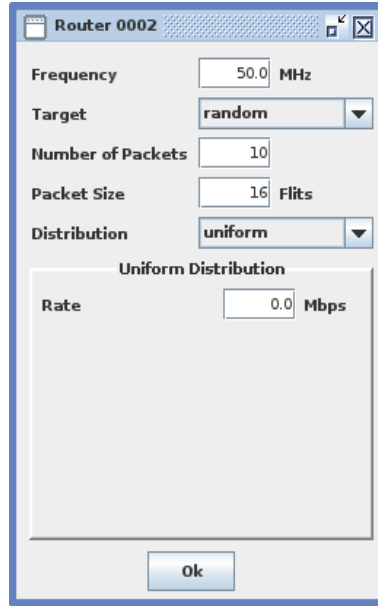 Router 0002
Frequency 50.0 MHz
Target random
Number of Packets 10
Packet Size 16 Flits
Distribution uniform
Uniform Distribution
Rate 0.0 Mbps
Ok